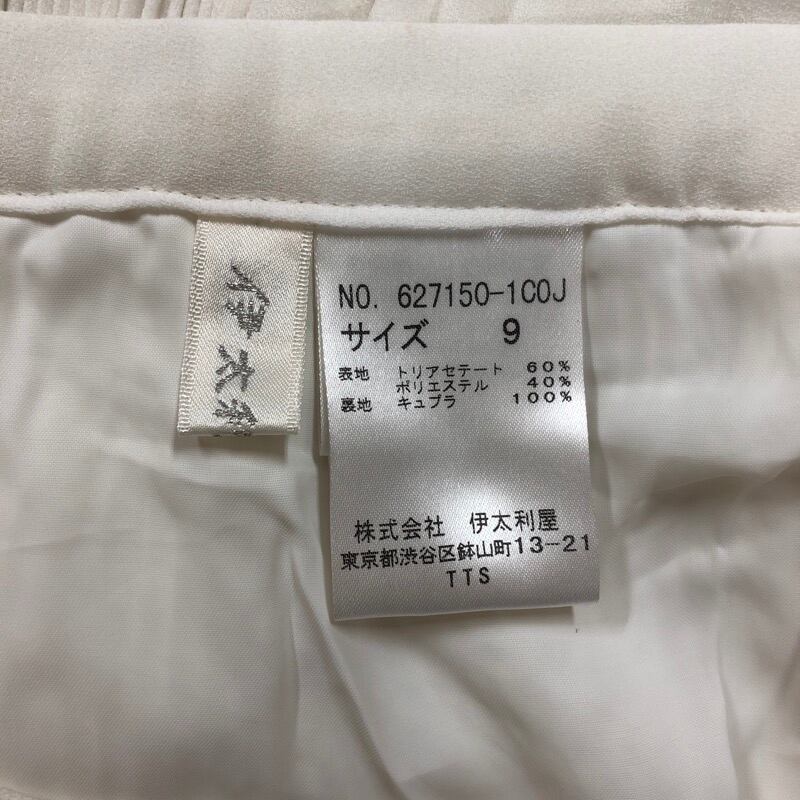 伊太利
NO. 627150-1C0J
サイズ 9
表地 トリアセテート 60%
ポリエステル 40%
裏地 キュプラ 100%
株式会社 伊太利屋
東京都渋谷区鉢山町13-21
TTS